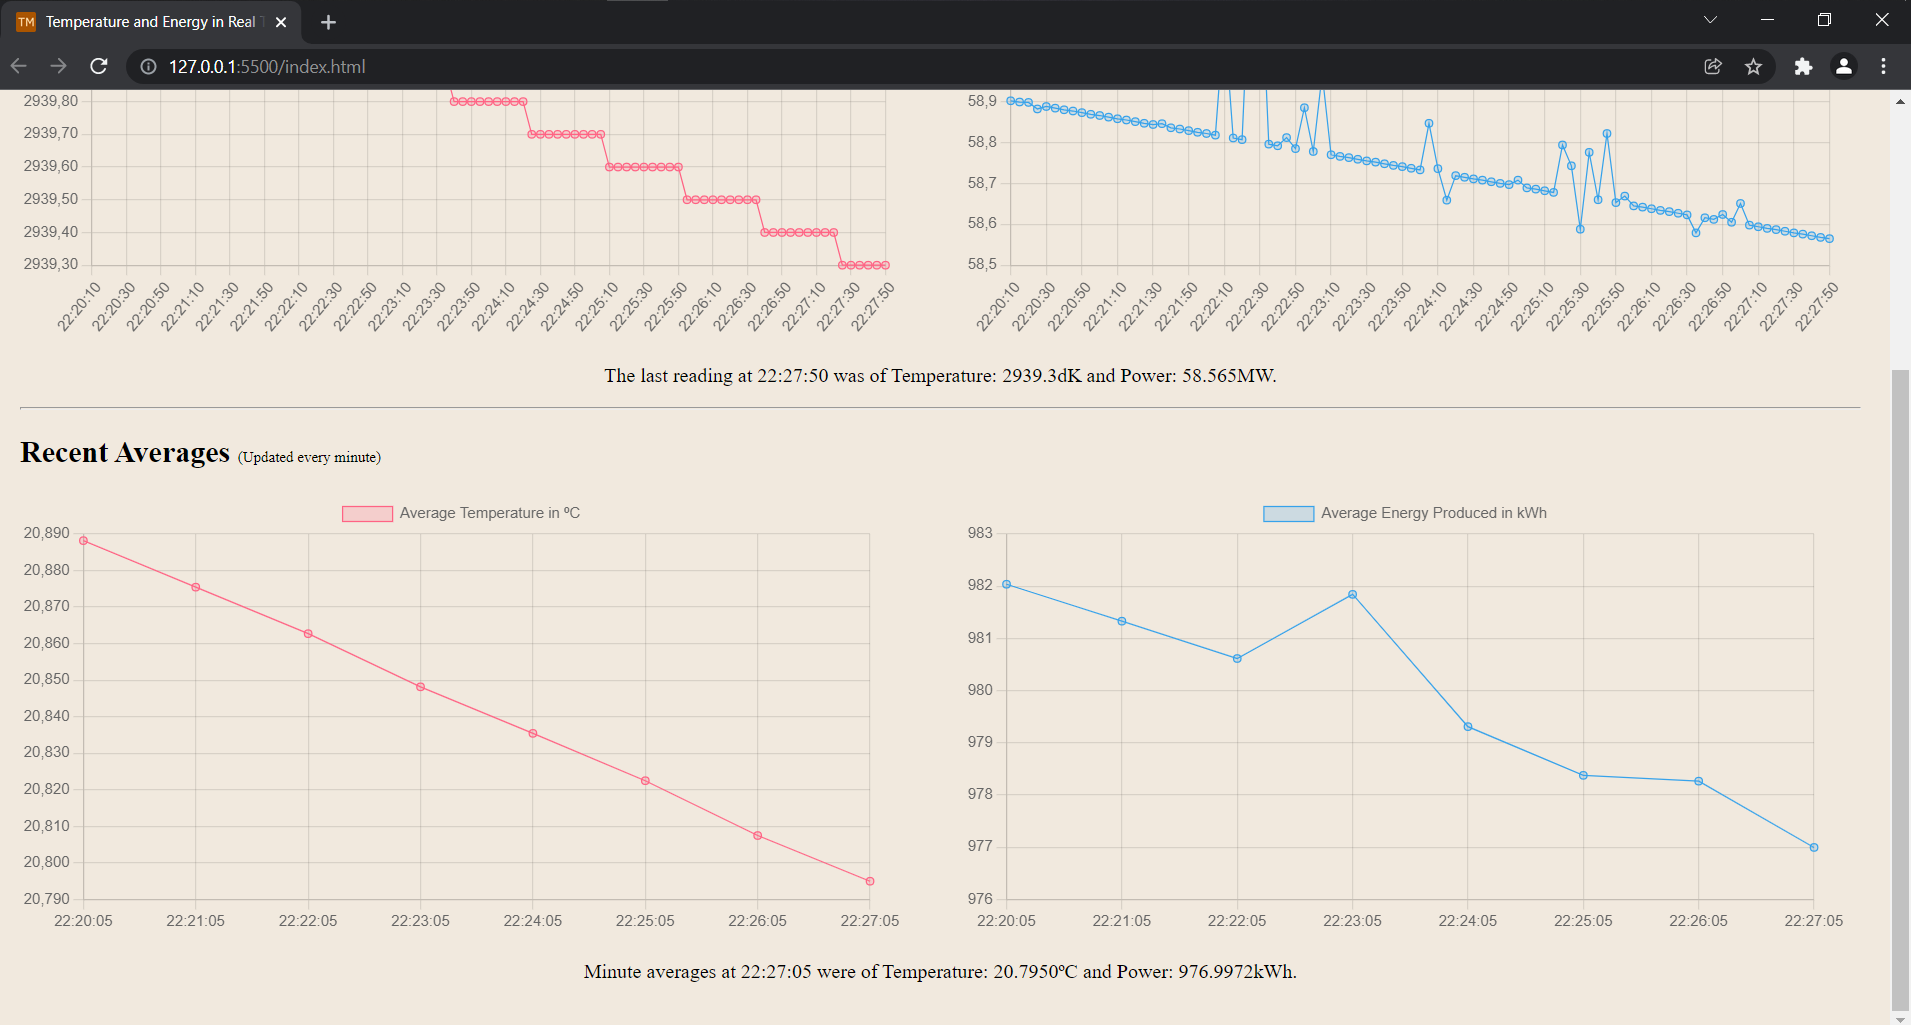 TM Temperature and Energy in Real T
127.0.0.1:5500/index.html
2939,80
2939,70
2939,60
2939,50
2939,40
2939,30
22:20:10 22:20:30 22:20:50 22:21:10 22:21:30 22:21:50 22:22:10 22:22:30 22:22:50 22:23:10 22:23:30 22:23:50 22:24:10 22:24:30 22:24:50 22:25:10 22:25:30 22:25:50 22:26:10 22:26:30 22:26:50 22:27:10 22:27:30 22:27:50
58,9
58,8
58,7
58,6
58,5
22:20:10 22:20:30 22:20:50 22:21:10 22:21:30 22:21:50 22:22:10 22:22:30 22:22:50 22:23:10 22:23:30 22:23:50 22:24:10 22:24:30 22:24:50 22:25:10 22:25:30 22:25:50 22:26:10 22:26:30 22:26:50 22:27:10 22:27:30 22:27:50
The last reading at 22:27:50 was of Temperature: 2939.3dK and Power: 58.565MW.
Recent Averages (Updated every minute)
Average Temperature in ºC
20,890
20,880
20,870
20,860
20,850
20,840
20,830
20,820
20,810
20,800
20,790
22:20:05 22:21:05 22:22:05 22:23:05 22:24:05 22:25:05 22:26:05 22:27:05
Average Energy Produced in kWh
983
982
981
980
979
978
977
976
22:20:05 22:21:05 22:22:05 22:23:05 22:24:05 22:25:05 22:26:05 22:27:05
Minute averages at 22:27:05 were of Temperature: 20.7950ºC and Power: 976.9972kWh.